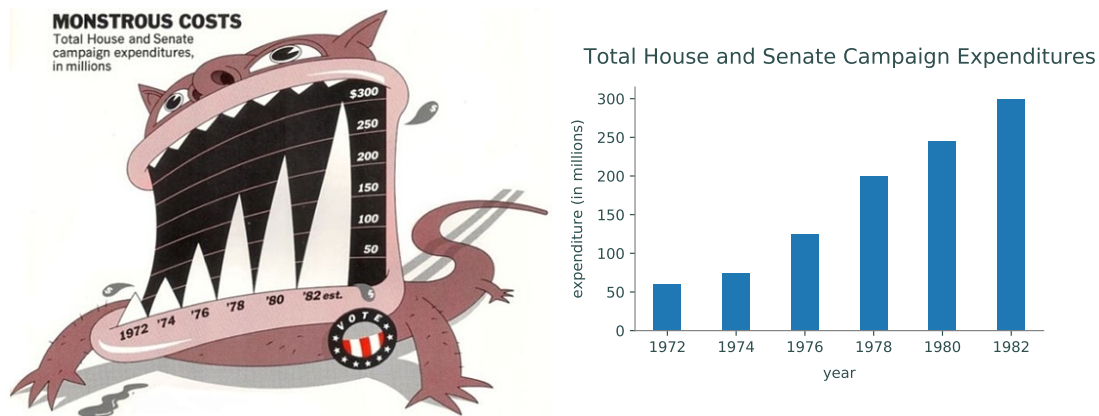 MONSTROUS COSTS
Total House and Senate
campaign expenditures,
in millions
$300
250
200
150
100
50
1972 '74 '76 '78 '80 '82 est.
$
$
VOTE
Total House and Senate Campaign Expenditures
expenditure (in millions)
300
250
200
150
100
50
0
1972 1974 1976 1978 1980 1982
year